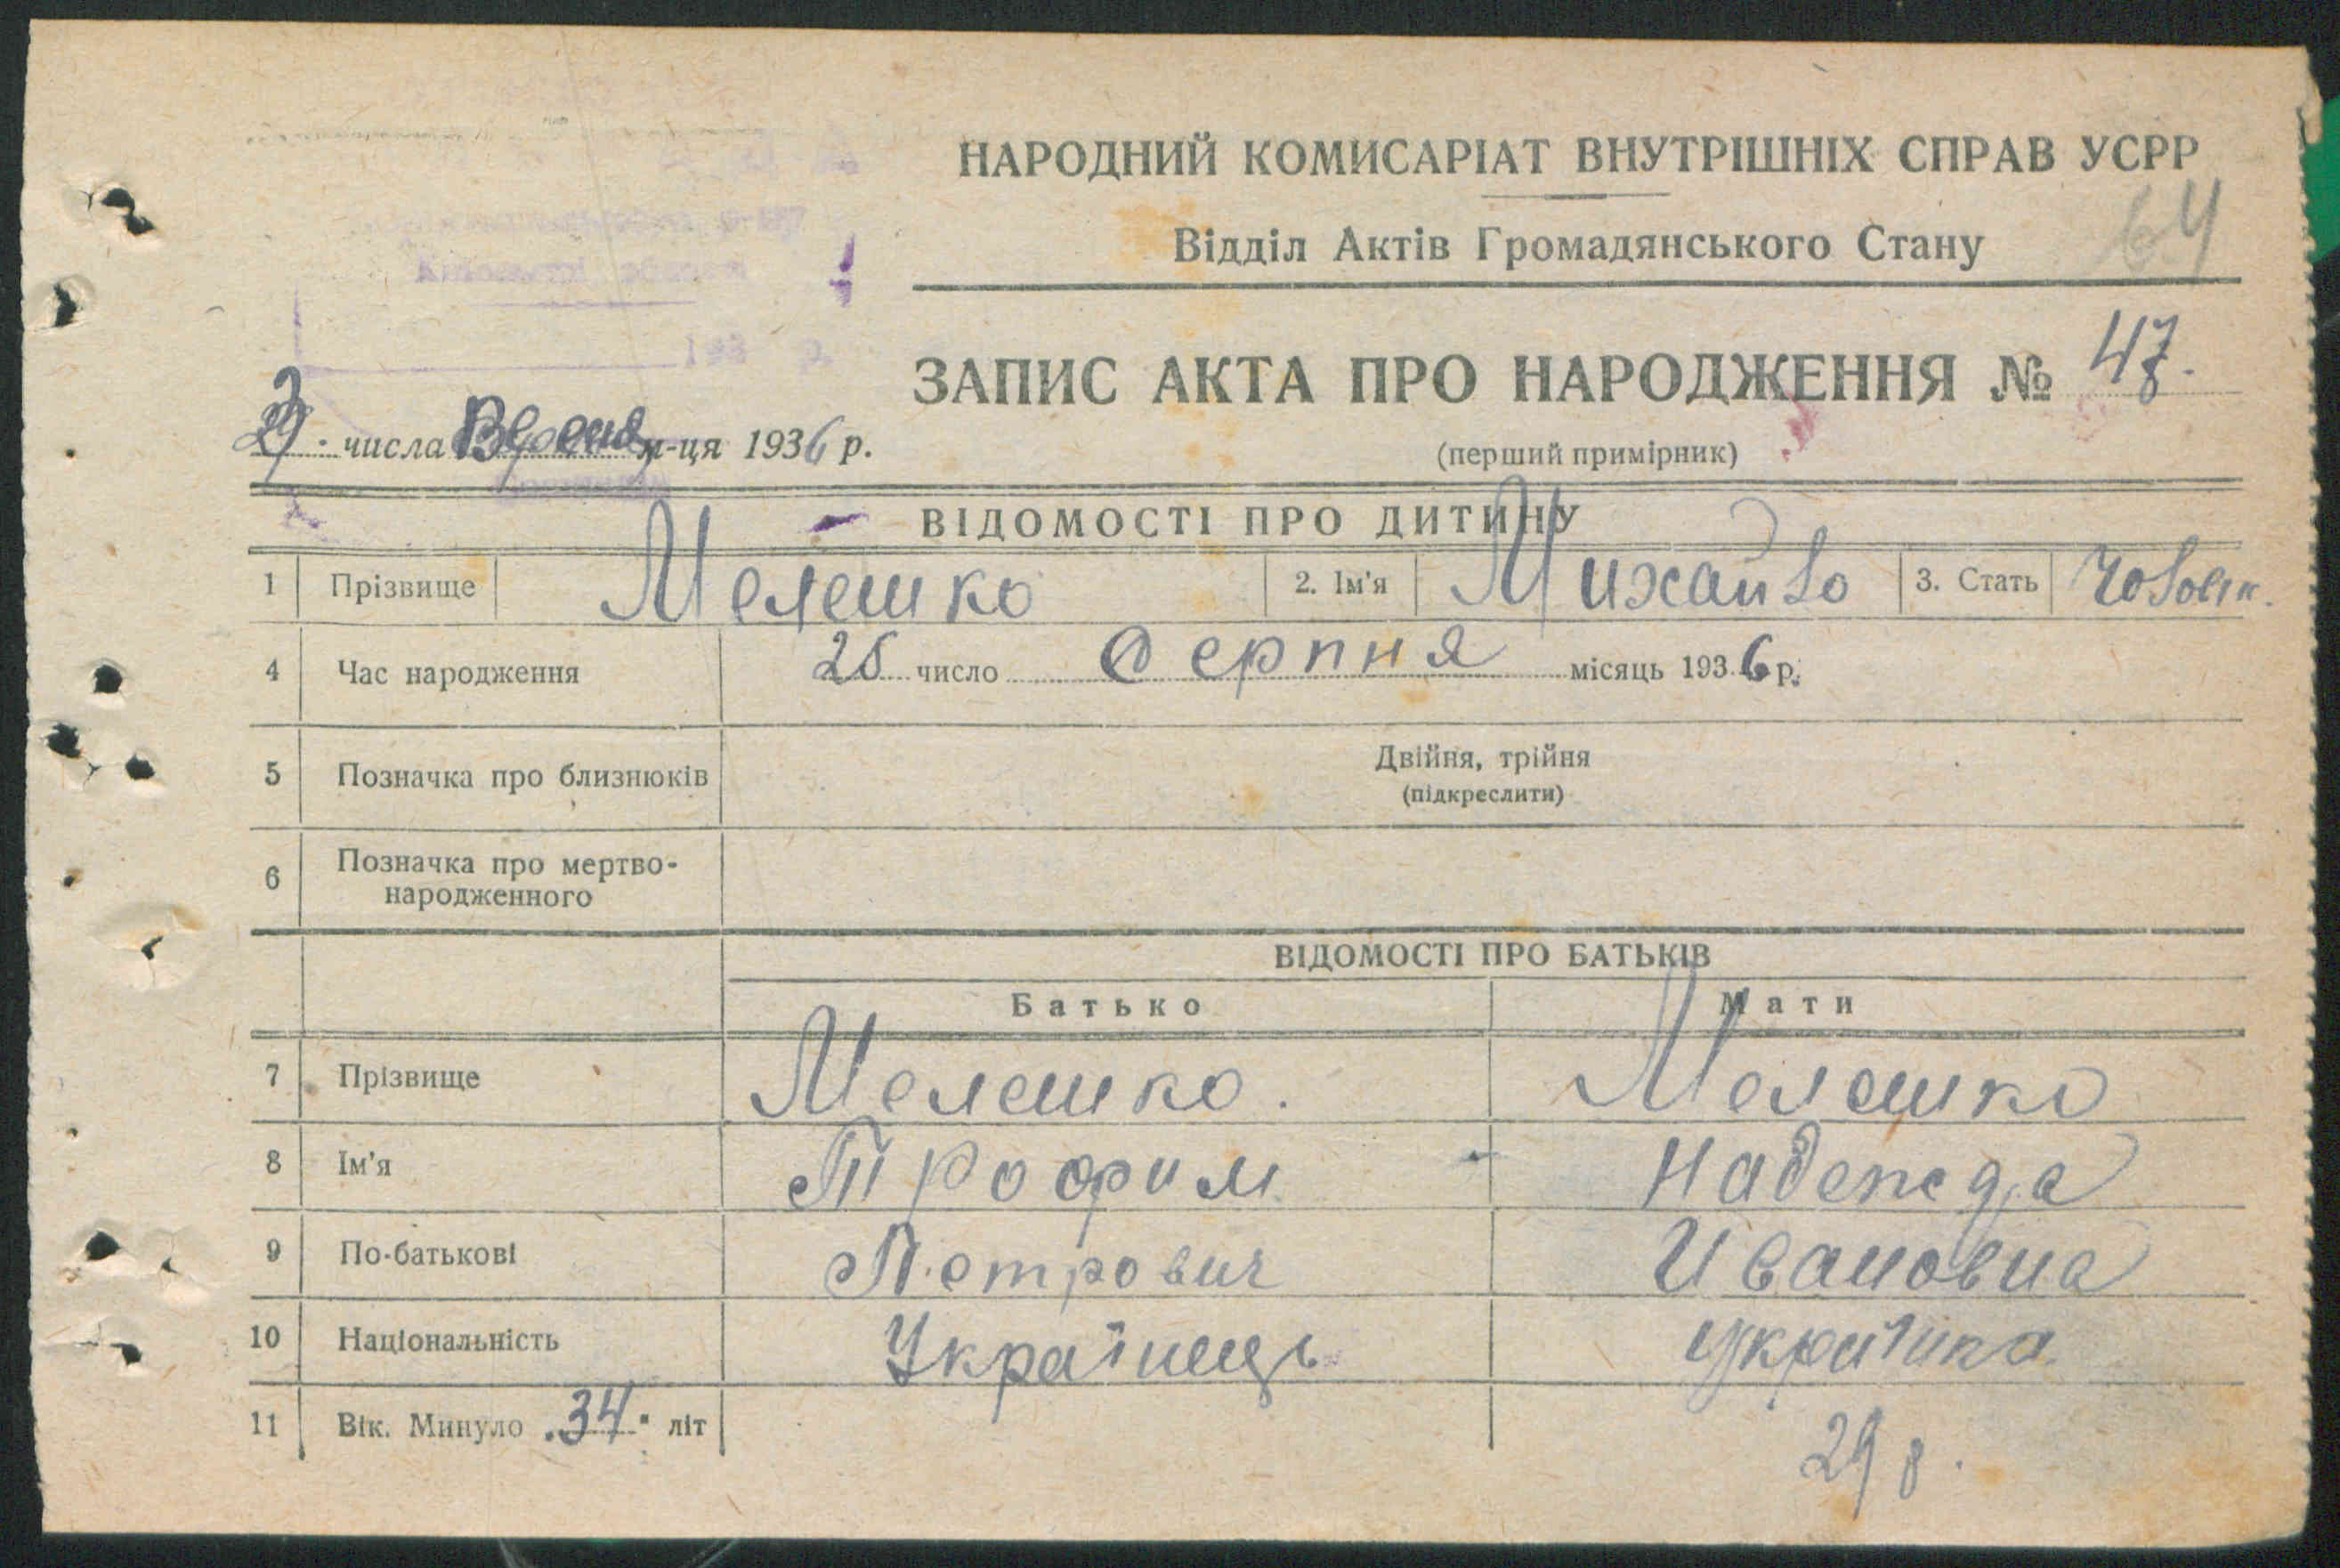 НАРОДНИЙ КОМИСАРІАТ ВНУТРІШНІХ СПРАВ УСРР
64
Відділ Актів Громадянського Стану
193 р.
ЗАПИС АКТА ПРО НАРОДЖЕННЯ № 47.
числа Вересня м-ця 1936 р.
(перший примірник)
ВІДОМОСТІ ПРО ДИТИНУ
1 Прізвище Мелешко 2. Ім'я Михайло 3. Стать
4 Час народження 25 число Серпня місяць 1936 р.
5 Позначка про близнюків Двійня, трійня
(підкреслити)
6 Позначка про мертво-
народженного
ВІДОМОСТІ ПРО БАТЬКІВ
Батько Мати
7 Прізвище Мелешко. Мелешко
8 Ім'я Трофим Надежда
9 По-батькові Петрович Ивановна
10 Національність Українець Українка
11 Вік. Минуло "34" літ 29 р.